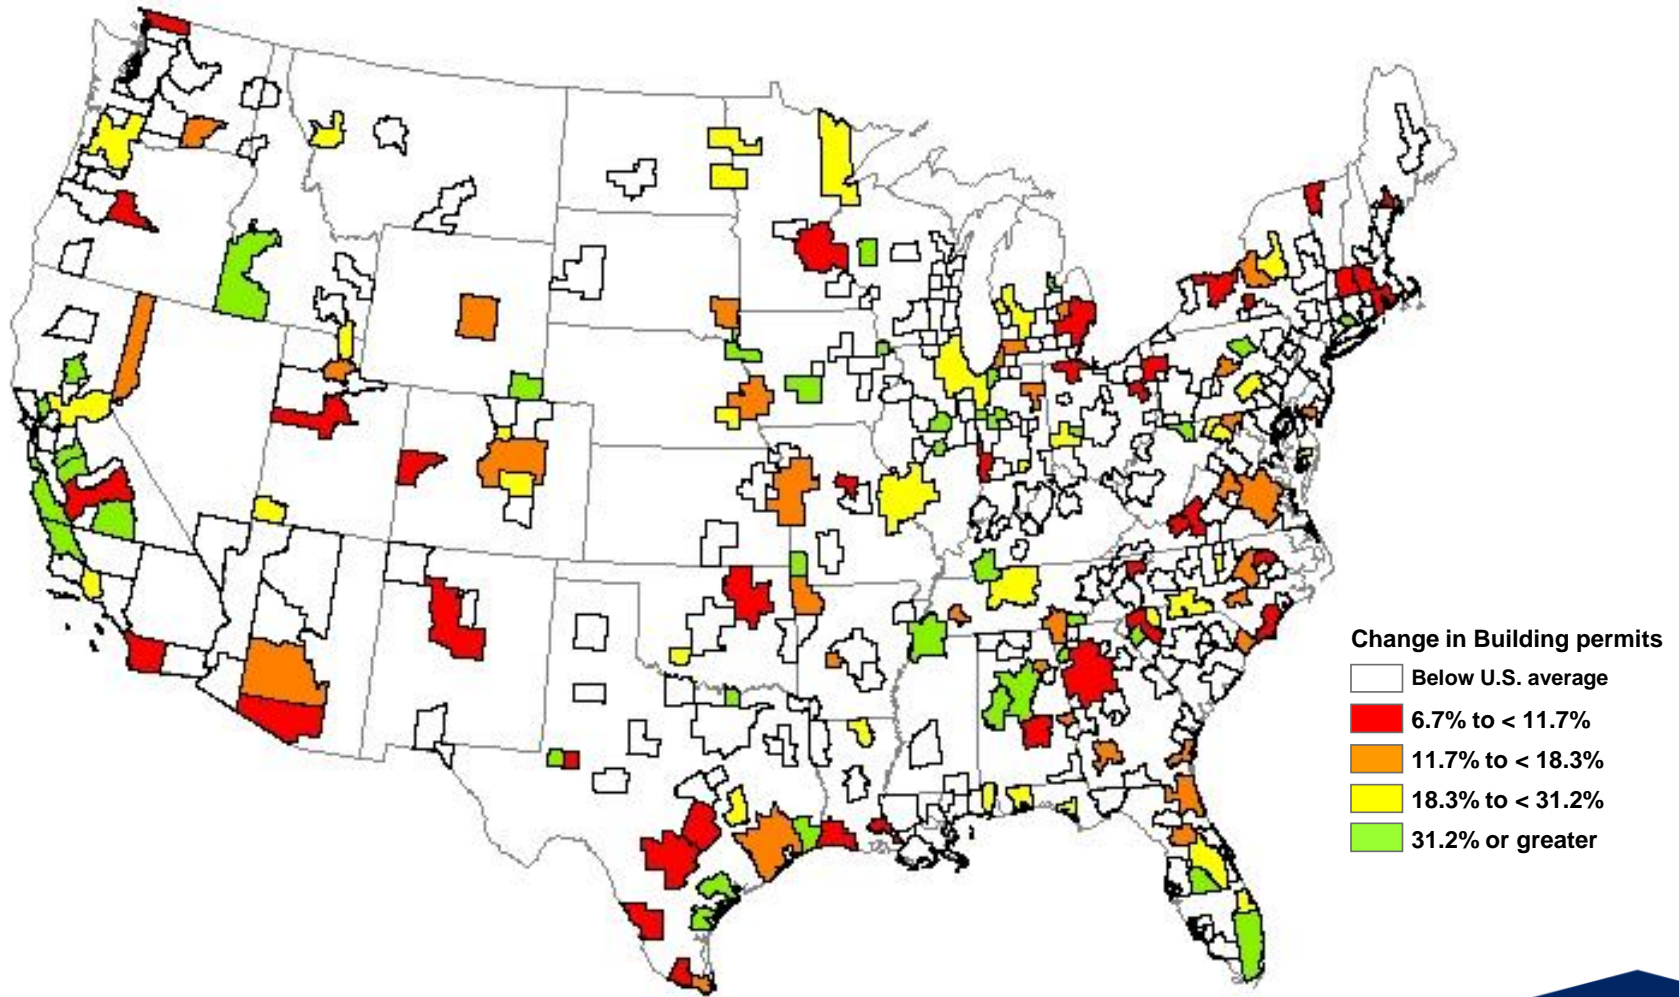 Change in Building permits
Below U.S. average
6.7% to < 11.7%
11.7% to < 18.3%
18.3% to < 31.2%
31.2% or greater